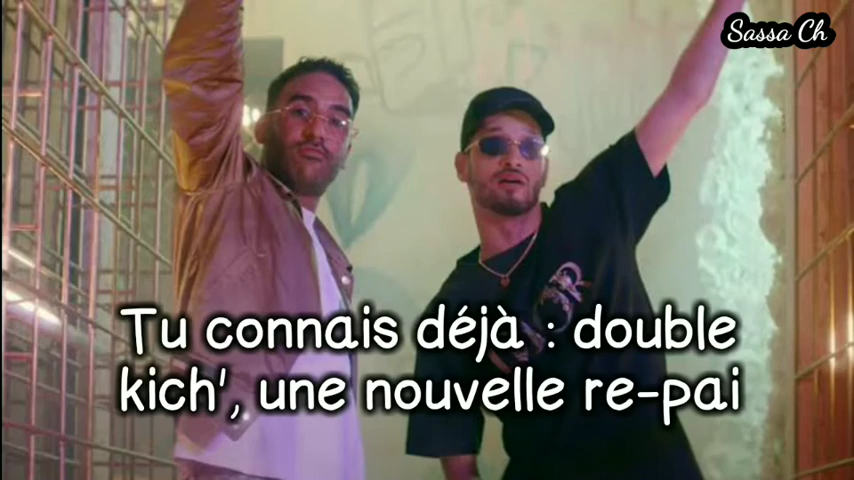 Sassa Ch
Tu connais déjà : double
kich', une nouvelle re-pai